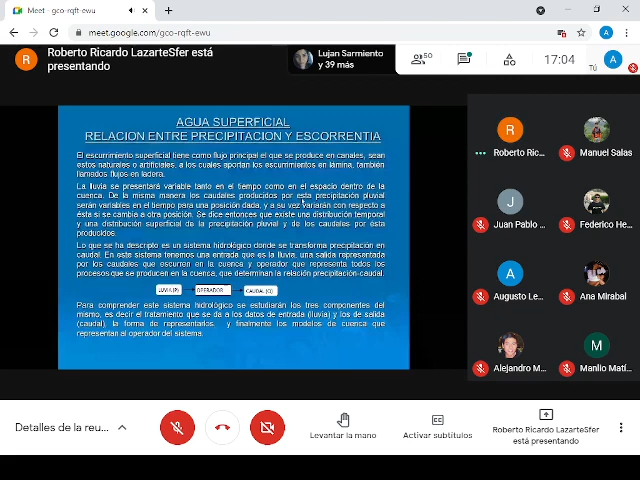 Meet - gco-rqft-ewu
meet.google.com/gco-rqft-ewu
A
R
Roberto Ricardo LazarteSfer está
presentando
Lujan Sarmiento
y 39 más
50
17:04
A
Tú
AGUA SUPERFICIAL
RELACION ENTRE PRECIPITACION Y ESCORRENTIA
El escurrimiento superficial tiene como flujo principal el que se produce en canales, sean
estos naturales o artificiales, a los cuales aportan los escurrimientos en lámina, también
llamados flujos en ladera.
La lluvia se presentará variable tanto en el tiempo como en el espacio dentro de la
cuenca. De la misma manera los caudales producidos por esta precipitación pluvial
serán variables en el tiempo para una posición dada, y a su vez variarán con respecto a
ésta si se cambia a otra posición. Se dice entonces que existe una distribución temporal
y una distribución superficial de la precipitación pluvial y de los caudales por ésta
producidos.
Lo que se ha descripto es un sistema hidrológico donde se transforma precipitación en
caudal. En este sistema tenemos una entrada que es la lluvia, una salida representada
por los caudales que escurren en la cuenca y operador que representa todos los
procesos que se producen en la cuenca, que determinan la relación precipitación-caudal.
LLUVIA (P) OPERADOR CAUDAL (Q)
Para comprender este sistema hidrológico se estudiarán los tres componentes del
mismo, es decir el tratamiento que se da a los datos de entrada (lluvia) y los de salida
(caudal), la forma de representarlos y finalmente los modelos de cuenca que
representan al operador del sistema.
R
Roberto Ric...
Manuel Salas
J
Juan Pablo ...
Federico He...
A
Augusto Le...
Ana Mirabal
Alejandro M...
M
Manlio Matí...
Detalles de la reu...
Levantar la mano
Activar subtítulos
Roberto Ricardo LazarteSfer
está presentando